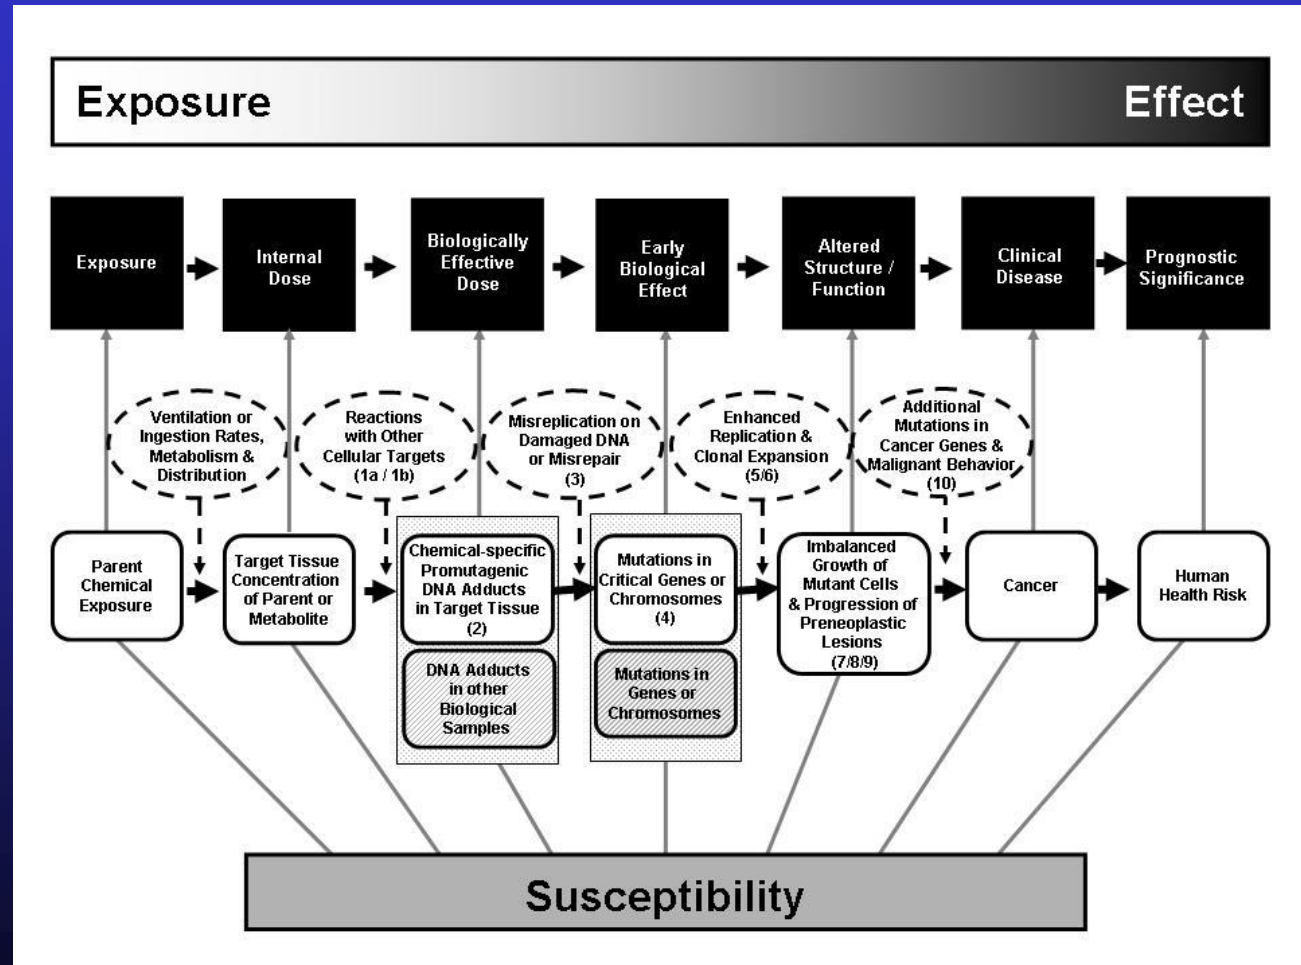 Exposure
Effect
Exposure
Internal
Dose
Biologically
Effective
Dose
Early
Biological
Effect
Altered
Structure /
Function
Clinical
Disease
Prognostic
Significance
Ventilation or
Ingestion Rates,
Metabolism &
Distribution
Reactions
with Other
Cellular Targets
(1a / 1b)
Misreplication on
Damaged DNA
or Misrepair
(3)
Enhanced
Replication &
Clonal Expansion
(5/6)
Additional
Mutations in
Cancer Genes &
Malignant Behavior
(10)
Parent
Chemical
Exposure
Target Tissue
Concentration
of Parent or
Metabolite
Chemical-specific
Promutagenic
DNA Adducts
in Target Tissue
(2)
Mutations in
Critical Genes or
Chromosomes
(4)
Imbalanced
Growth of
Mutant Cells
& Progression of
Preneoplastic
Lesions
(7/8/9)
Cancer
Human
Health Risk
DNA Adducts
in other
Biological
Samples
Mutations in
Genes or
Chromosomes
Susceptibility